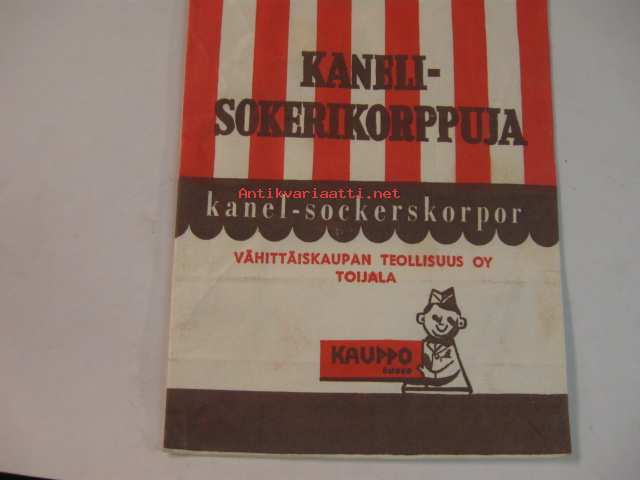 KANELI-
SOKERIKORPPUJA
Antikvariaatti.net
kanel-sockerskorpor
VÄHITTÄISKAUPAN TEOLLISUUS OY
TOIJALA
KAUPPO